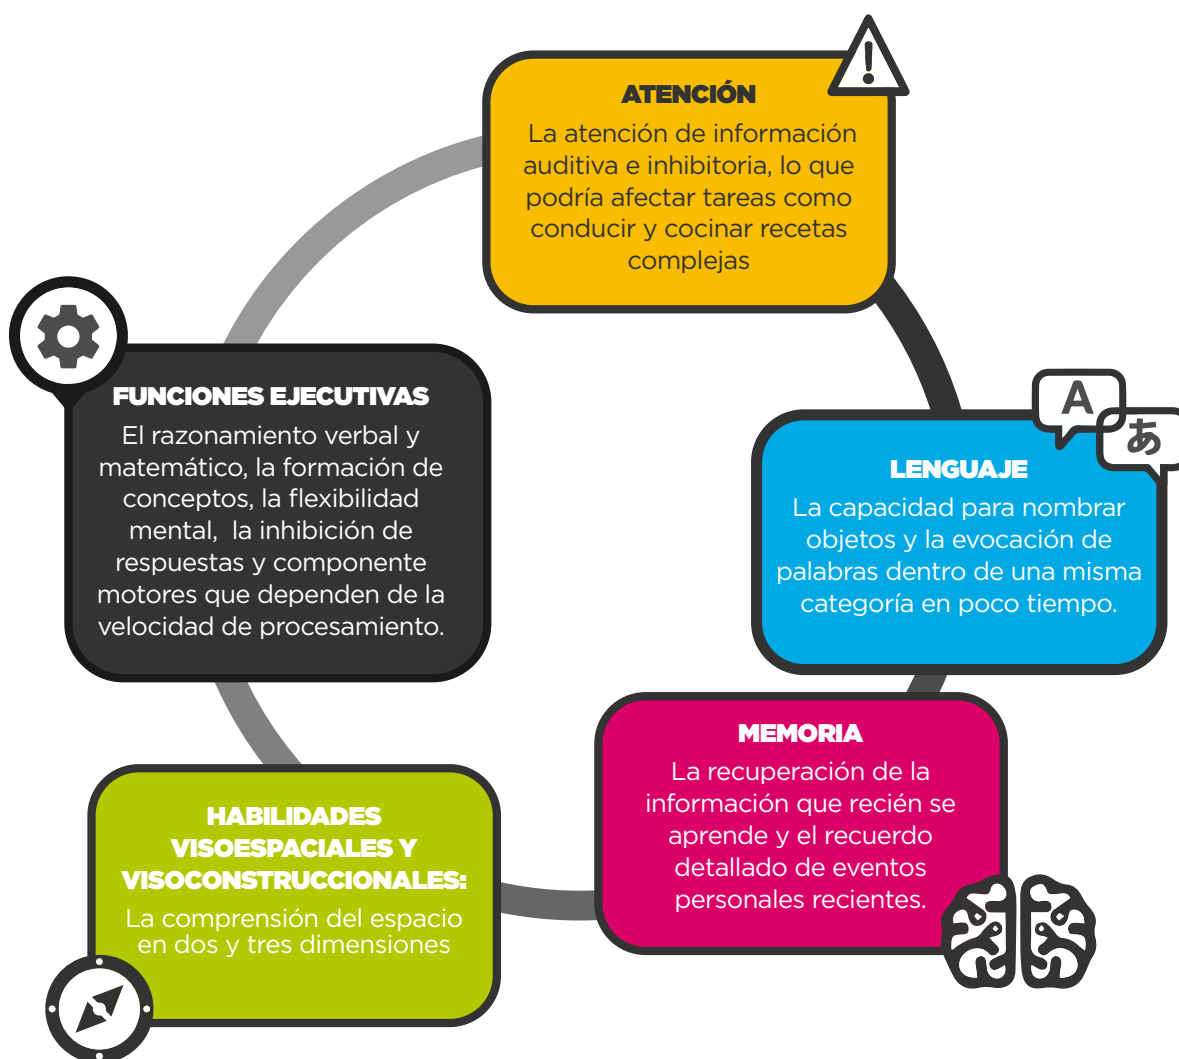 ATENCIÓN
La atención de información
auditiva e inhibitoria, lo que
podría afectar tareas como
conducir y cocinar recetas
complejas
A
あ
LENGUAJE
La capacidad para nombrar
objetos y la evocación de
palabras dentro de una misma
categoría en poco tiempo.
MEMORIA
La recuperación de la
información que recién se
aprende y el recuerdo
detallado de eventos
personales recientes.
HABILIDADES
VISOESPACIALES Y
VISOCONSTRUCCIONALES:
La comprensión del espacio
en dos y tres dimensiones
FUNCIONES EJECUTIVAS
El razonamiento verbal y
matemático, la formación de
conceptos, la flexibilidad
mental, la inhibición de
respuestas y componente
motores que dependen de la
velocidad de procesamiento.